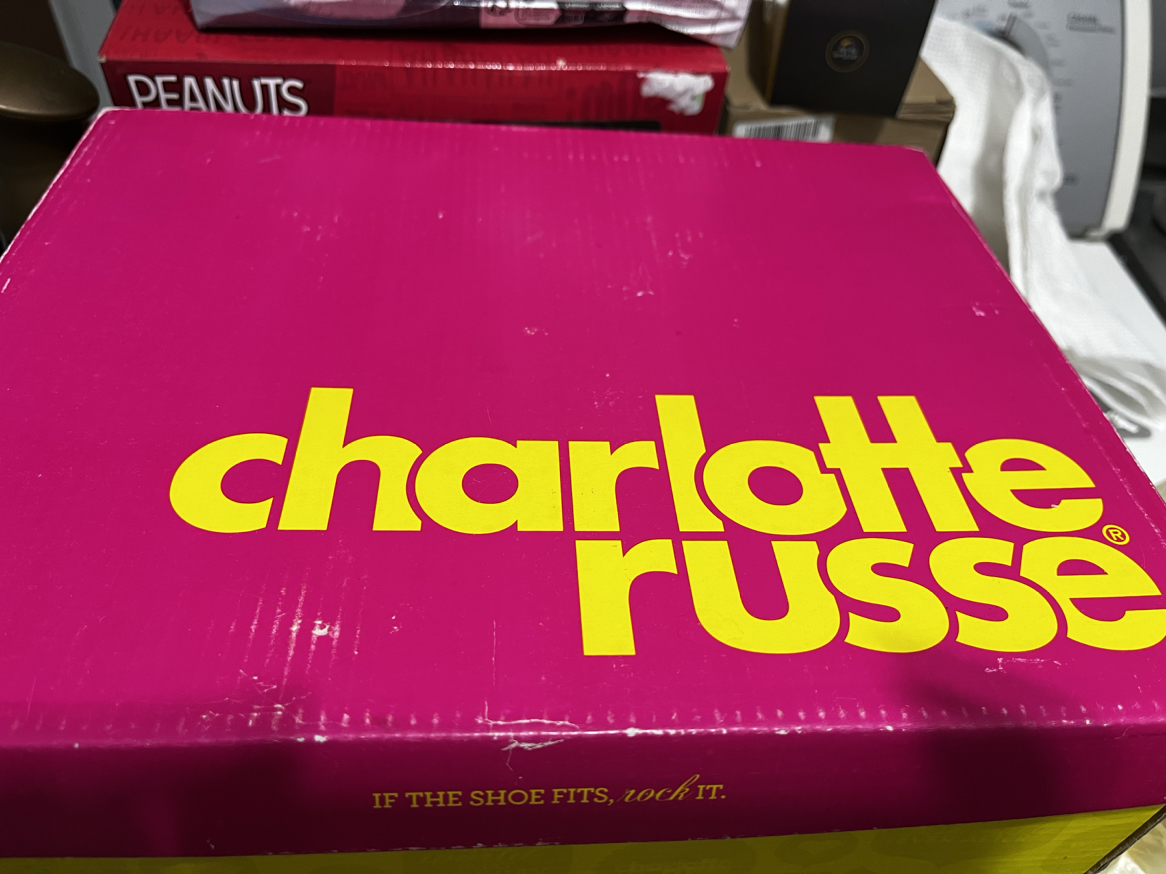 PEANUTS
charlotte
russe®
IF THE SHOE FITS, rock IT.